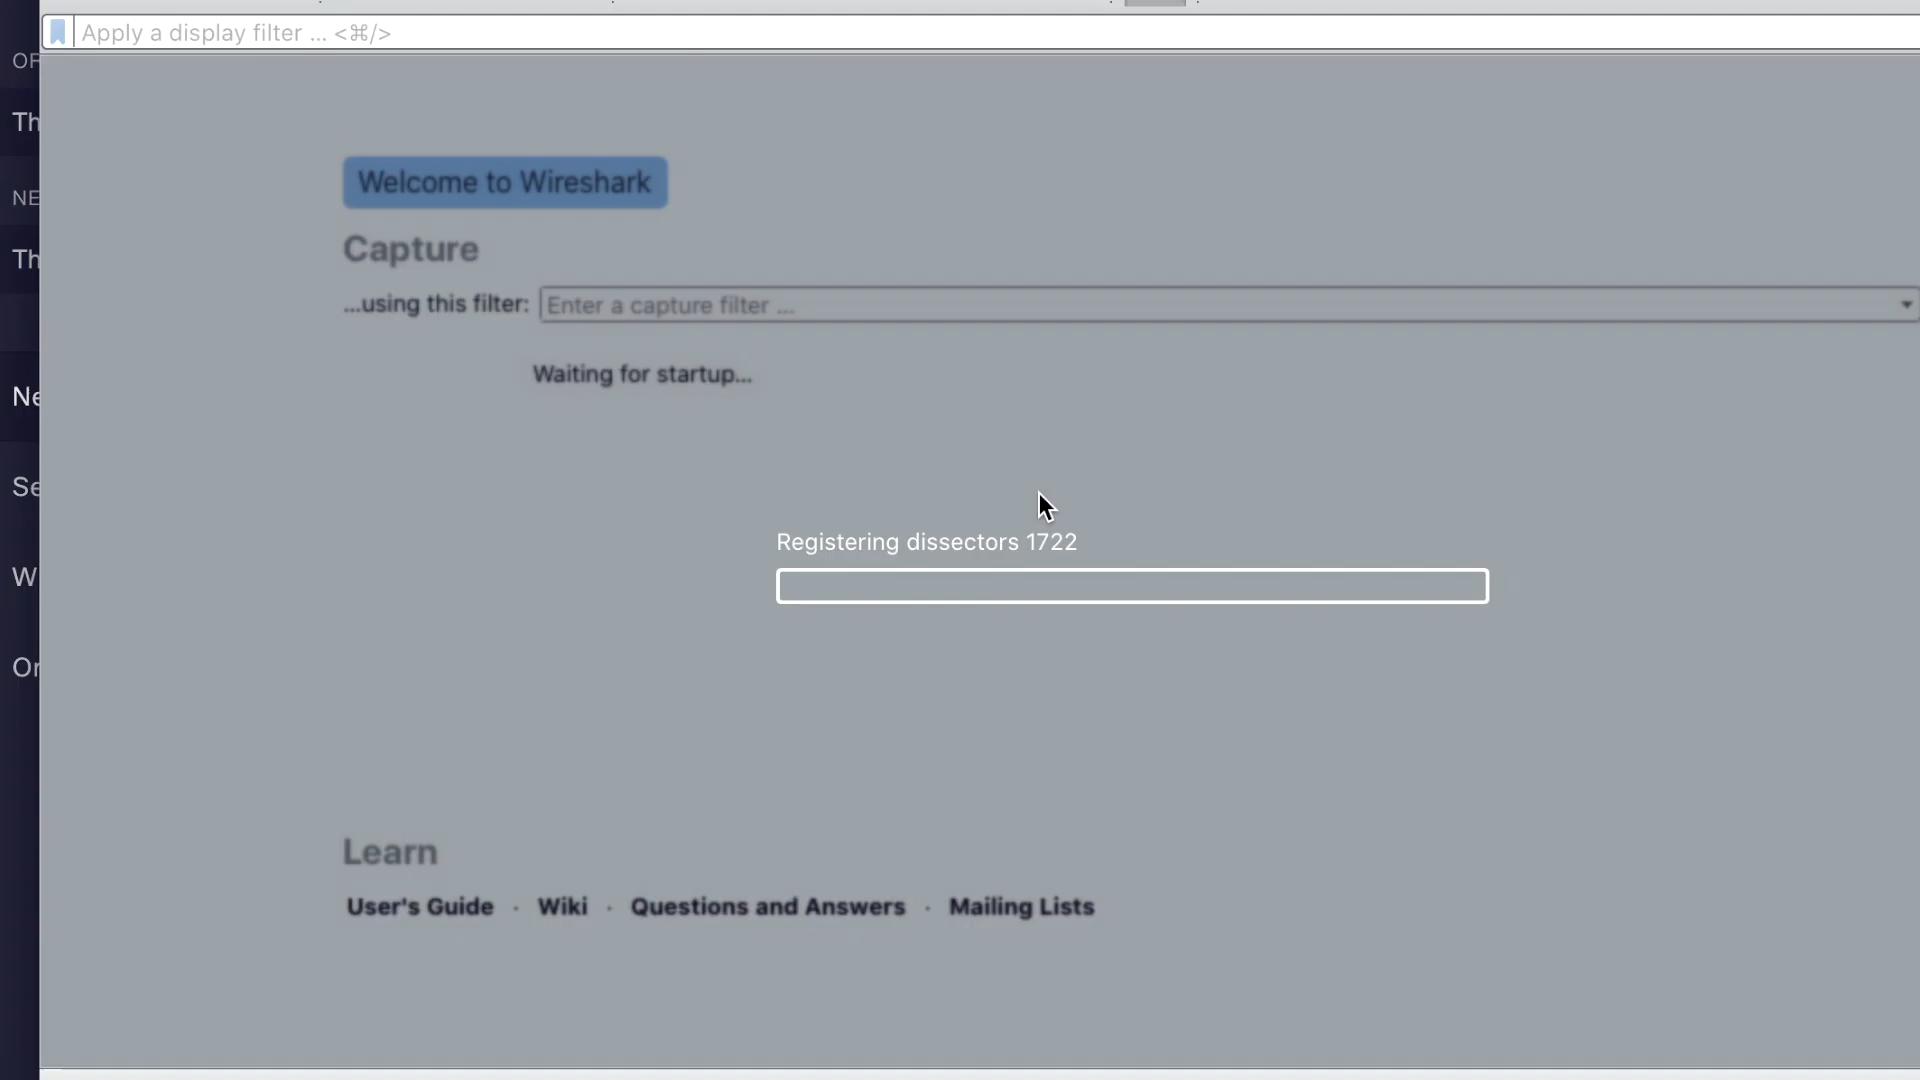 Apply a display filter ... <⌘/>
OF
Th
Welcome to Wireshark
NE
Capture
Th
...using this filter:
Enter a capture filter ...
Waiting for startup...
Ne
Se
Registering dissectors 1722
W
Or
Learn
User's Guide · Wiki · Questions and Answers · Mailing Lists